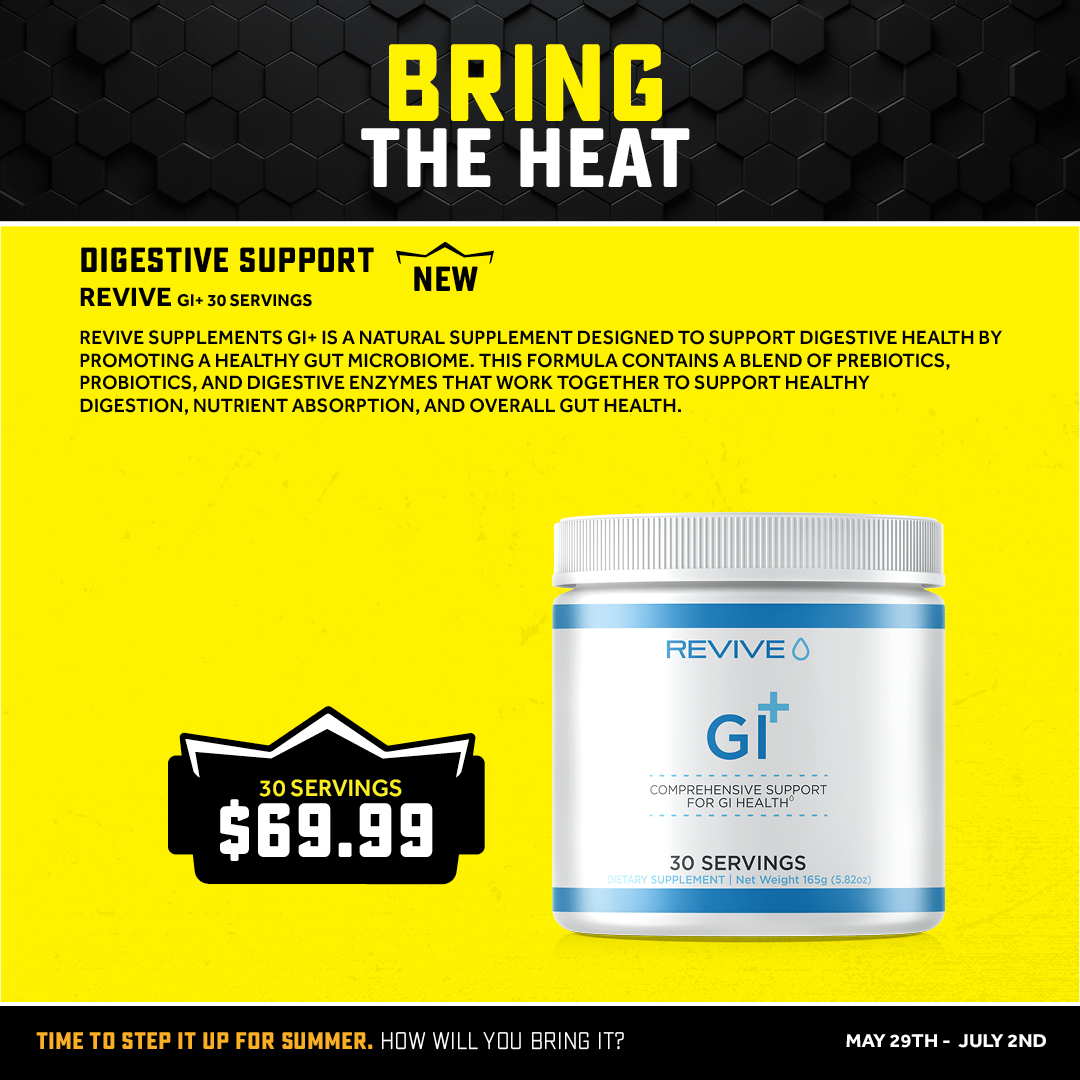 BRING
THE HEAT
DIGESTIVE SUPPORT
NEW
REVIVE GI+ 30 SERVINGS
REVIVE SUPPLEMENTS GI+ IS A NATURAL SUPPLEMENT DESIGNED TO SUPPORT DIGESTIVE HEALTH BY
PROMOTING A HEALTHY GUT MICROBIOME. THIS FORMULA CONTAINS A BLEND OF PREBIOTICS,
PROBIOTICS, AND DIGESTIVE ENZYMES THAT WORK TOGETHER TO SUPPORT HEALTHY
DIGESTION, NUTRIENT ABSORPTION, AND OVERALL GUT HEALTH.
30 SERVINGS
$69.99
REVIVE
GI+
COMPREHENSIVE SUPPORT
FOR GI HEALTH◊
30 SERVINGS
DIETARY SUPPLEMENT | Net Weight 165g (5.82oz)
TIME TO STEP IT UP FOR SUMMER. HOW WILL YOU BRING IT?
MAY 29TH - JULY 2ND